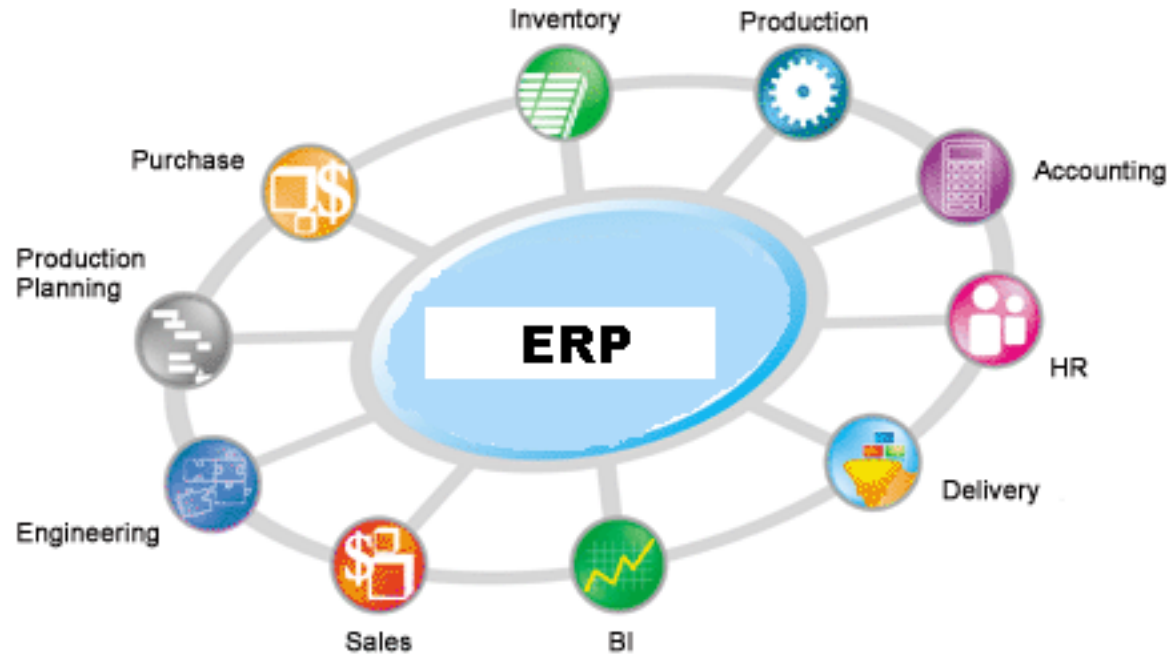 Inventory
Production
Purchase
Accounting
Production
Planning
ERP
HR
Delivery
Engineering
Sales
BI